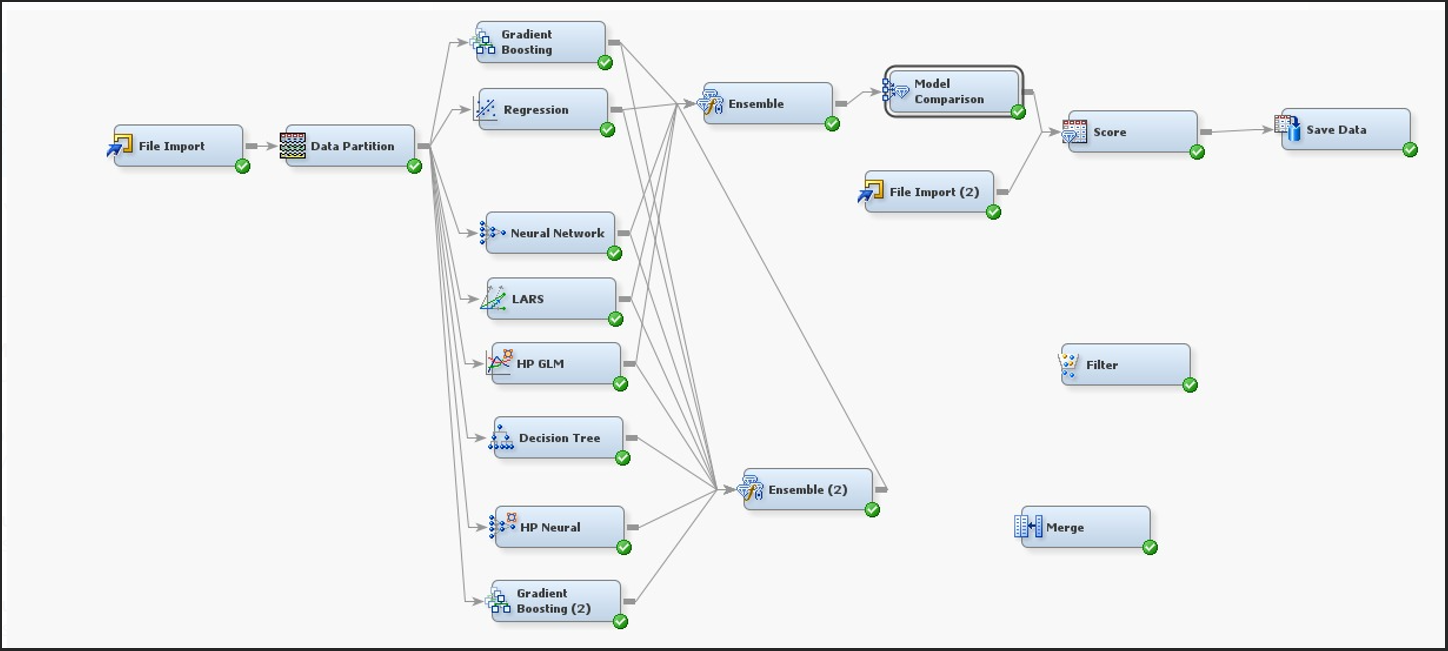 File Import
Data Partition
Gradient
Boosting
Regression
Neural Network
LARS
HP GLM
Decision Tree
HP Neural
Gradient
Boosting (2)
Ensemble
Ensemble (2)
Model
Comparison
File Import (2)
Score
Save Data
Filter
Merge